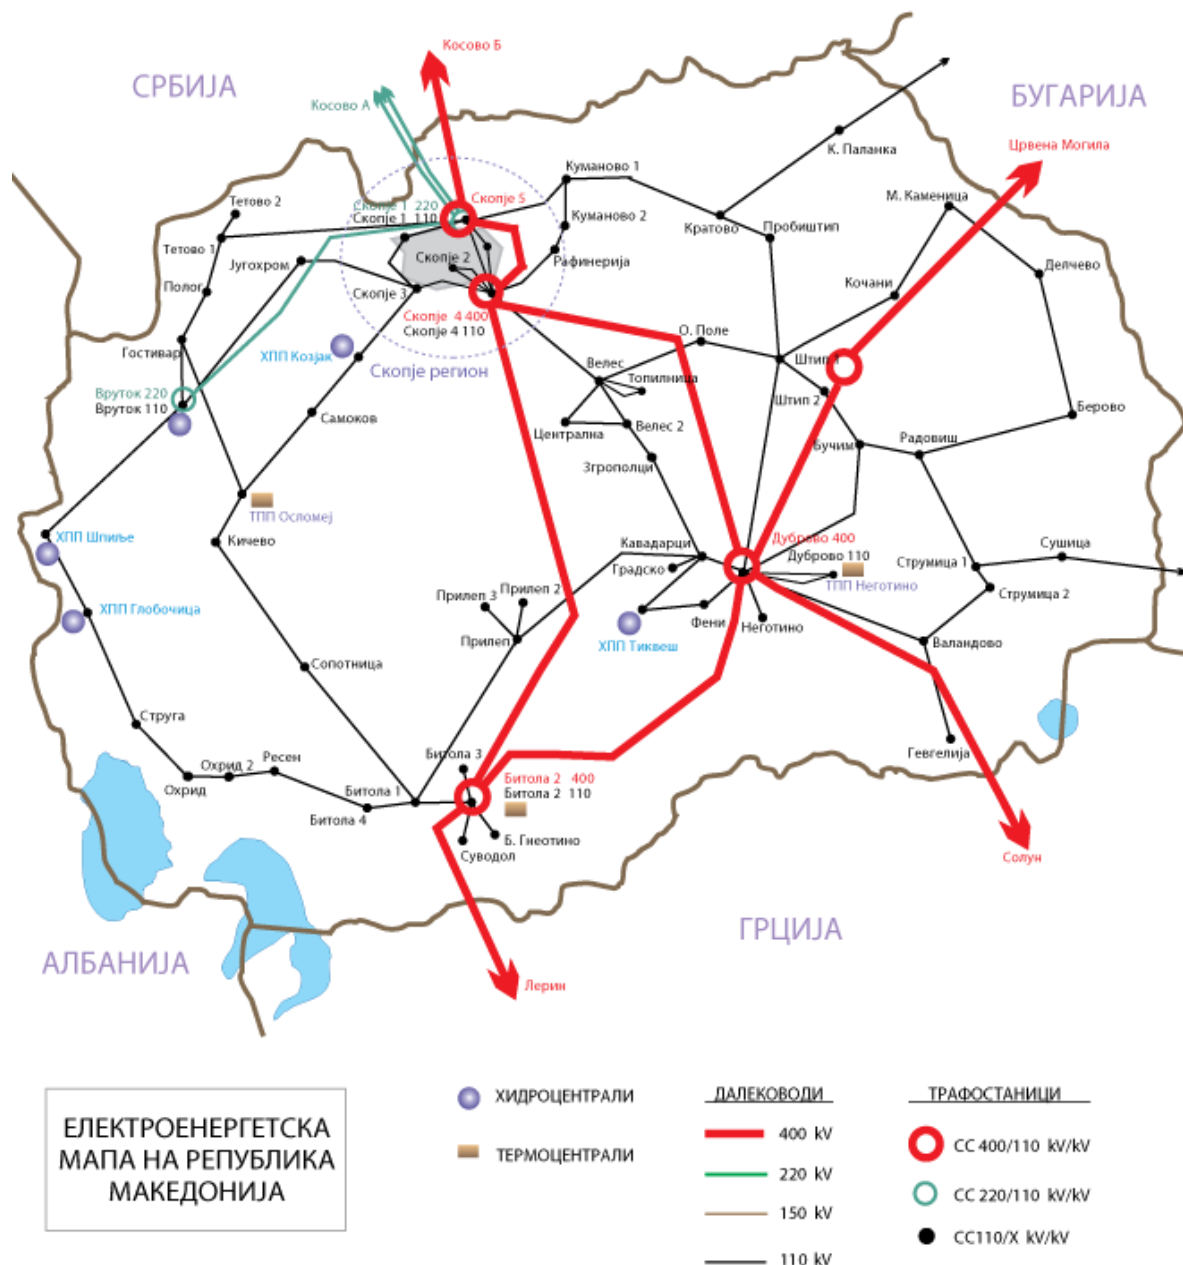 Косово Б
СРБИЈА
Косово А
БУГАРИЈА
Црвена Могила
К. Паланка
Куманово 1
М. Каменица
Тетово 2
Скопје 1 220
Скопје 1 110
Скопје 5
Куманово 2
Кратово
Пробиштип
Тетово 1
Југохром
Скопје 2
Рафинерија
Делчево
Полог
Скопје 3
Кочани
Скопје 4 400
Скопје 4 110
О. Поле
Гостивар
ХПП Козјак
Скопје регион
Велес
Штип 1
Топилница
Вруток 220
Вруток 110
Штип 2
Самоков
Централна
Велес 2
Берово
Бучим
Радовиш
Згрополци
ТПП Осломеј
ХПП Шпиље
Кичево
Кавадарци
Дуброво 400
Дуброво 110
Градско
ТПП Неготино
Сушица
Струмица 1
Струмица 2
Прилеп 3
Прилеп 2
ХПП Глобочица
Фени
Неготино
Прилеп
ХПП Тиквеш
Валандово
Сопотница
Струга
Гевгелија
Битола 3
Ресен
Охрид 2
Охрид
Битола 2 400
Битола 2 110
Битола 1
Битола 4
Б. Гнеотино
Суводол
Солун
ГРЦИЈА
АЛБАНИЈА
Лерин
ЕЛЕКТРОЕНЕРГЕТСКА
МАПА НА РЕПУБЛИКА
МАКЕДОНИЈА
ХИДРОЦЕНТРАЛИ
ТЕРМОЦЕНТРАЛИ
ДАЛЕКОВОДИ
400 kV
220 kV
150 kV
110 kV
ТРАФОСТАНИЦИ
СС 400/110 kV/kV
СС 220/110 kV/kV
СС110/X kV/kV